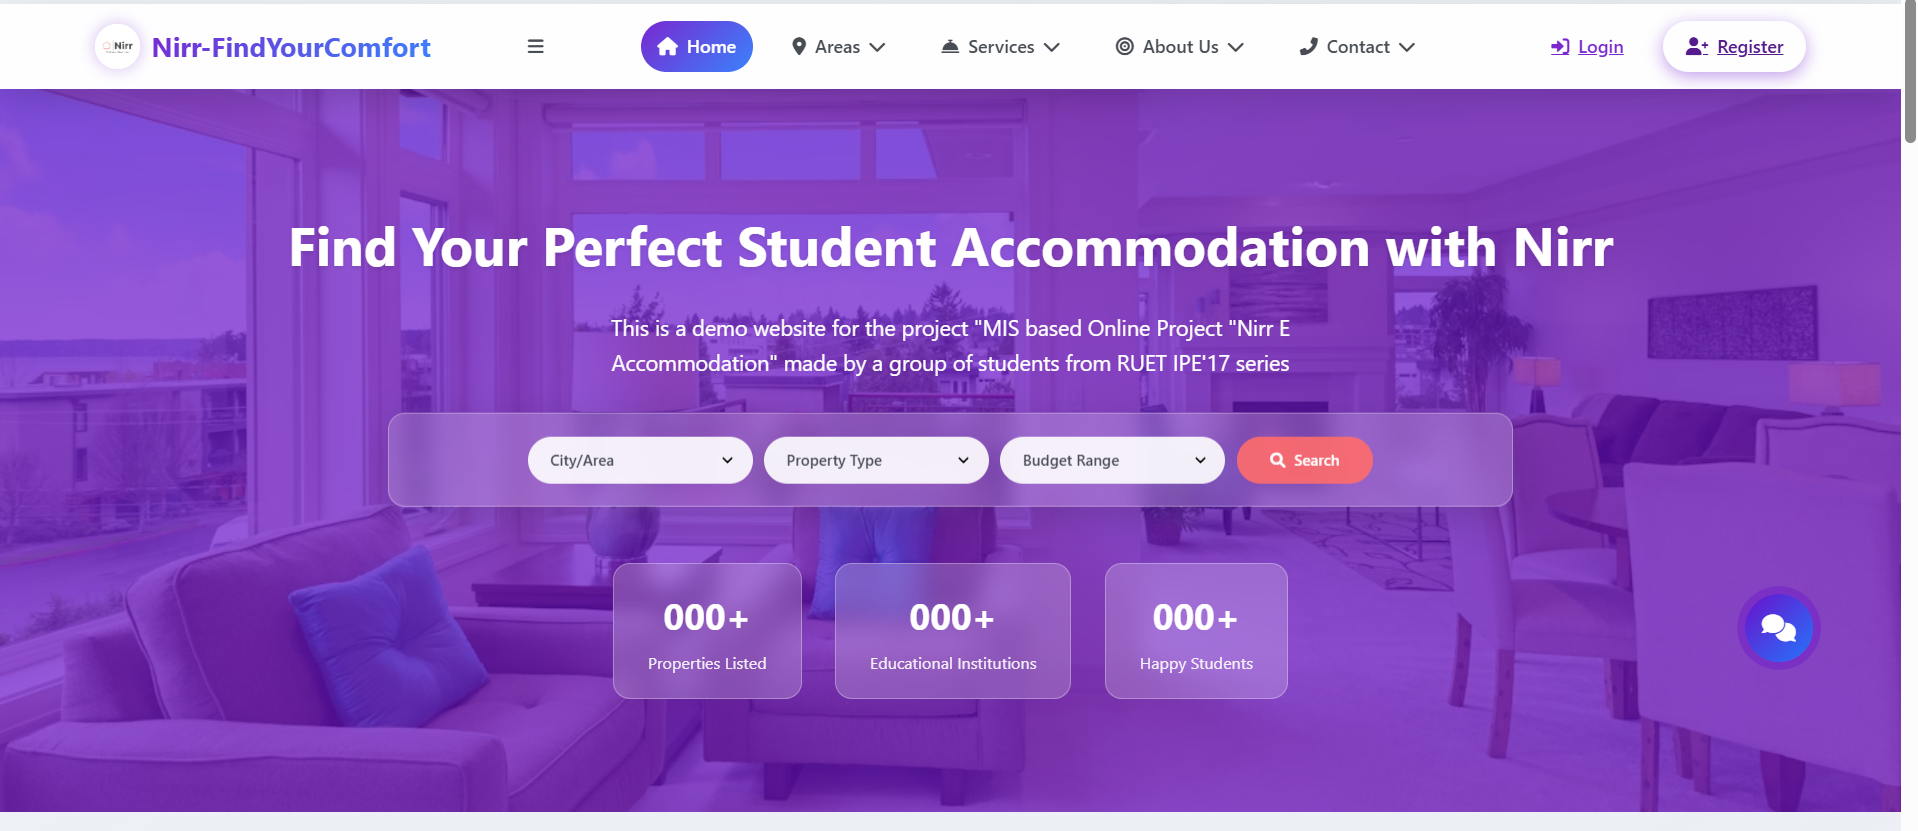 Nirr
Nirr-FindYourComfort
Home
Areas
Services
About Us
Contact
Login
Register
Find Your Perfect Student Accommodation with Nirr
This is a demo website for the project "MIS based Online Project "Nirr E
Accommodation" made by a group of students from RUET IPE'17 series
City/Area
Property Type
Budget Range
Search
000+
Properties Listed
000+
Educational Institutions
000+
Happy Students